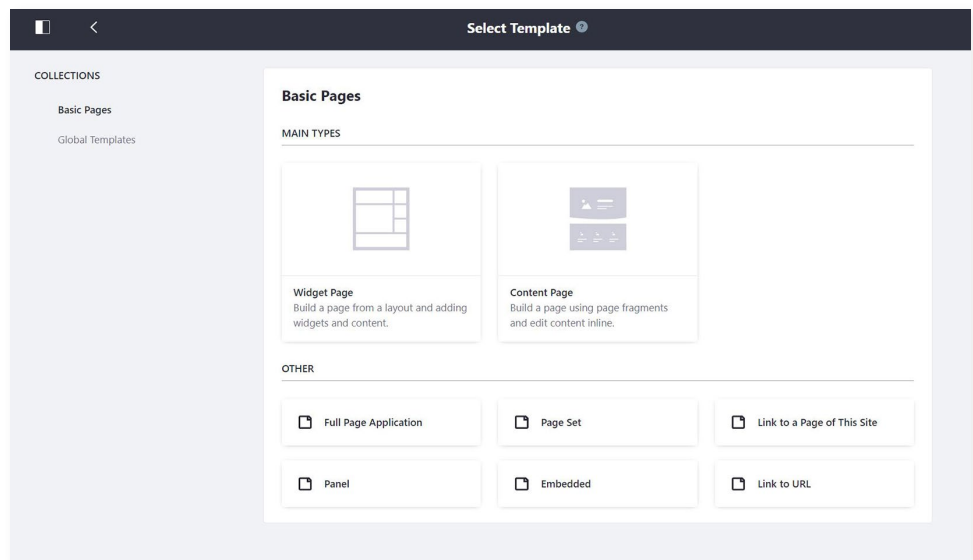 Select Template
COLLECTIONS
Basic Pages
Global Templates
Basic Pages
MAIN TYPES
Widget Page
Build a page from a layout and adding
widgets and content.
Content Page
Build a page using page fragments
and edit content inline.
OTHER
Full Page Application
Page Set
Link to a Page of This Site
Panel
Embedded
Link to URL